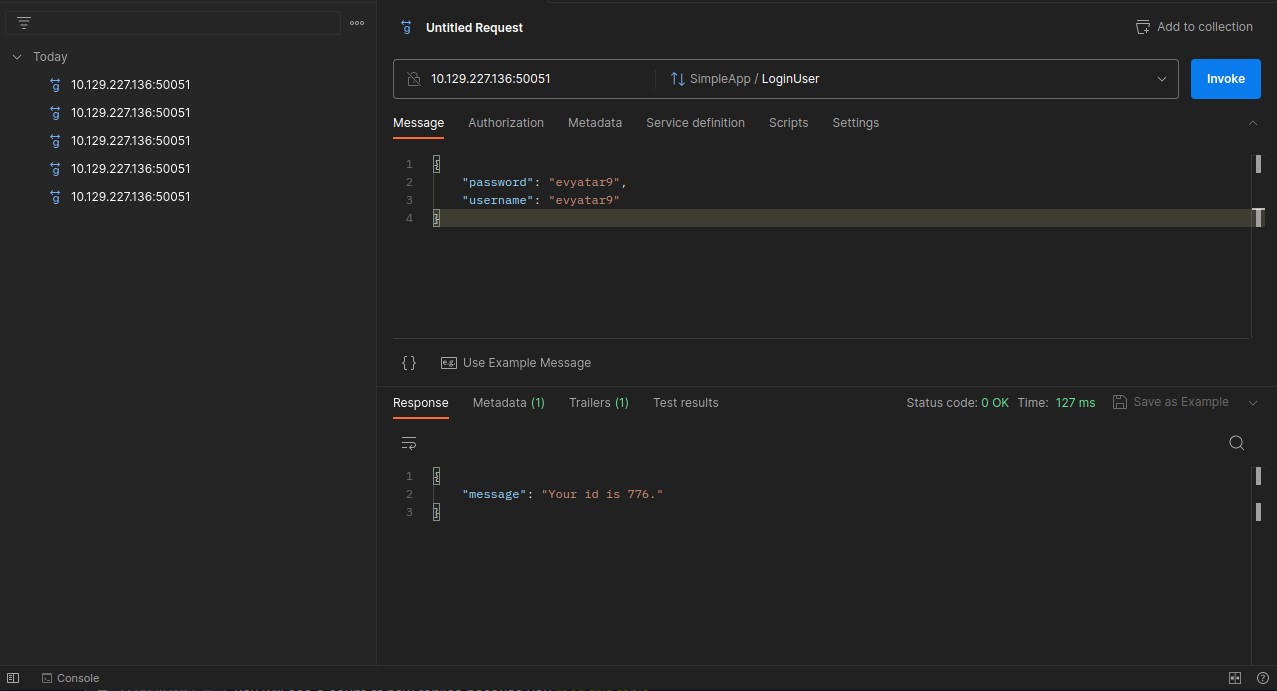 Today
10.129.227.136:50051
10.129.227.136:50051
10.129.227.136:50051
10.129.227.136:50051
10.129.227.136:50051
Untitled Request
Add to collection
10.129.227.136:50051
SimpleApp / LoginUser
Invoke
Message Authorization Metadata Service definition Scripts Settings
1 {
2 "password": "evyatar9",
3 "username": "evyatar9"
4 }
{} e.g. Use Example Message
Response Metadata (1) Trailers (1) Test results
Status code: 0 OK Time: 127 ms Save as Example
1 {
2 "message": "Your id is 776."
3 }
Console